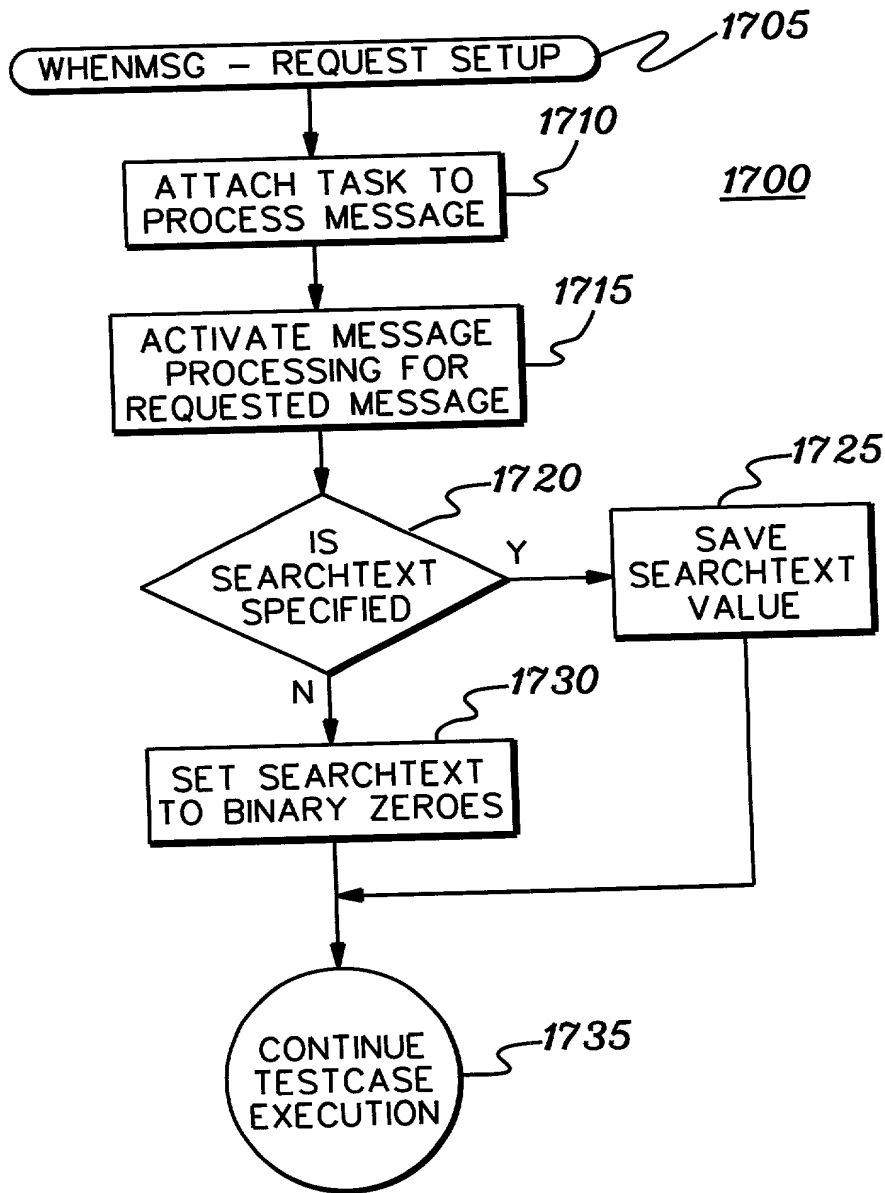 1705
WHENMSG - REQUEST SETUP
1710
ATTACH TASK TO
PROCESS MESSAGE
1700
1715
ACTIVATE MESSAGE
PROCESSING FOR
REQUESTED MESSAGE
1720
1725
IS
SEARCHTEXT
SPECIFIED
Y
SAVE
SEARCHTEXT
VALUE
N
1730
SET SEARCHTEXT
TO BINARY ZEROES
CONTINUE
TESTCASE
EXECUTION
1735